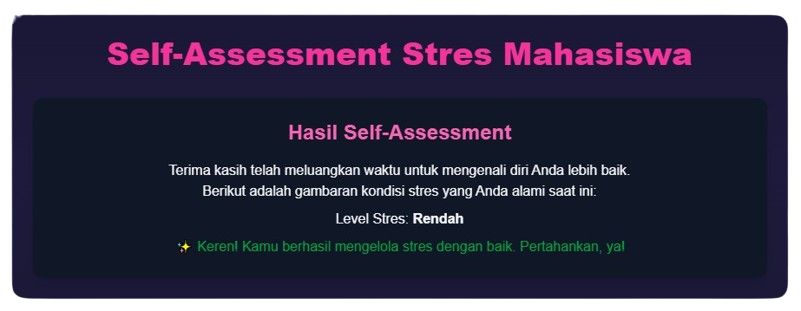 Self-Assessment Stres Mahasiswa
Hasil Self-Assessment
Terima kasih telah meluangkan waktu untuk mengenali diri Anda lebih baik.
Berikut adalah gambaran kondisi stres yang Anda alami saat ini:
Level Stres: Rendah
✨ Keren! Kamu berhasil mengelola stres dengan baik. Pertahankan, ya!